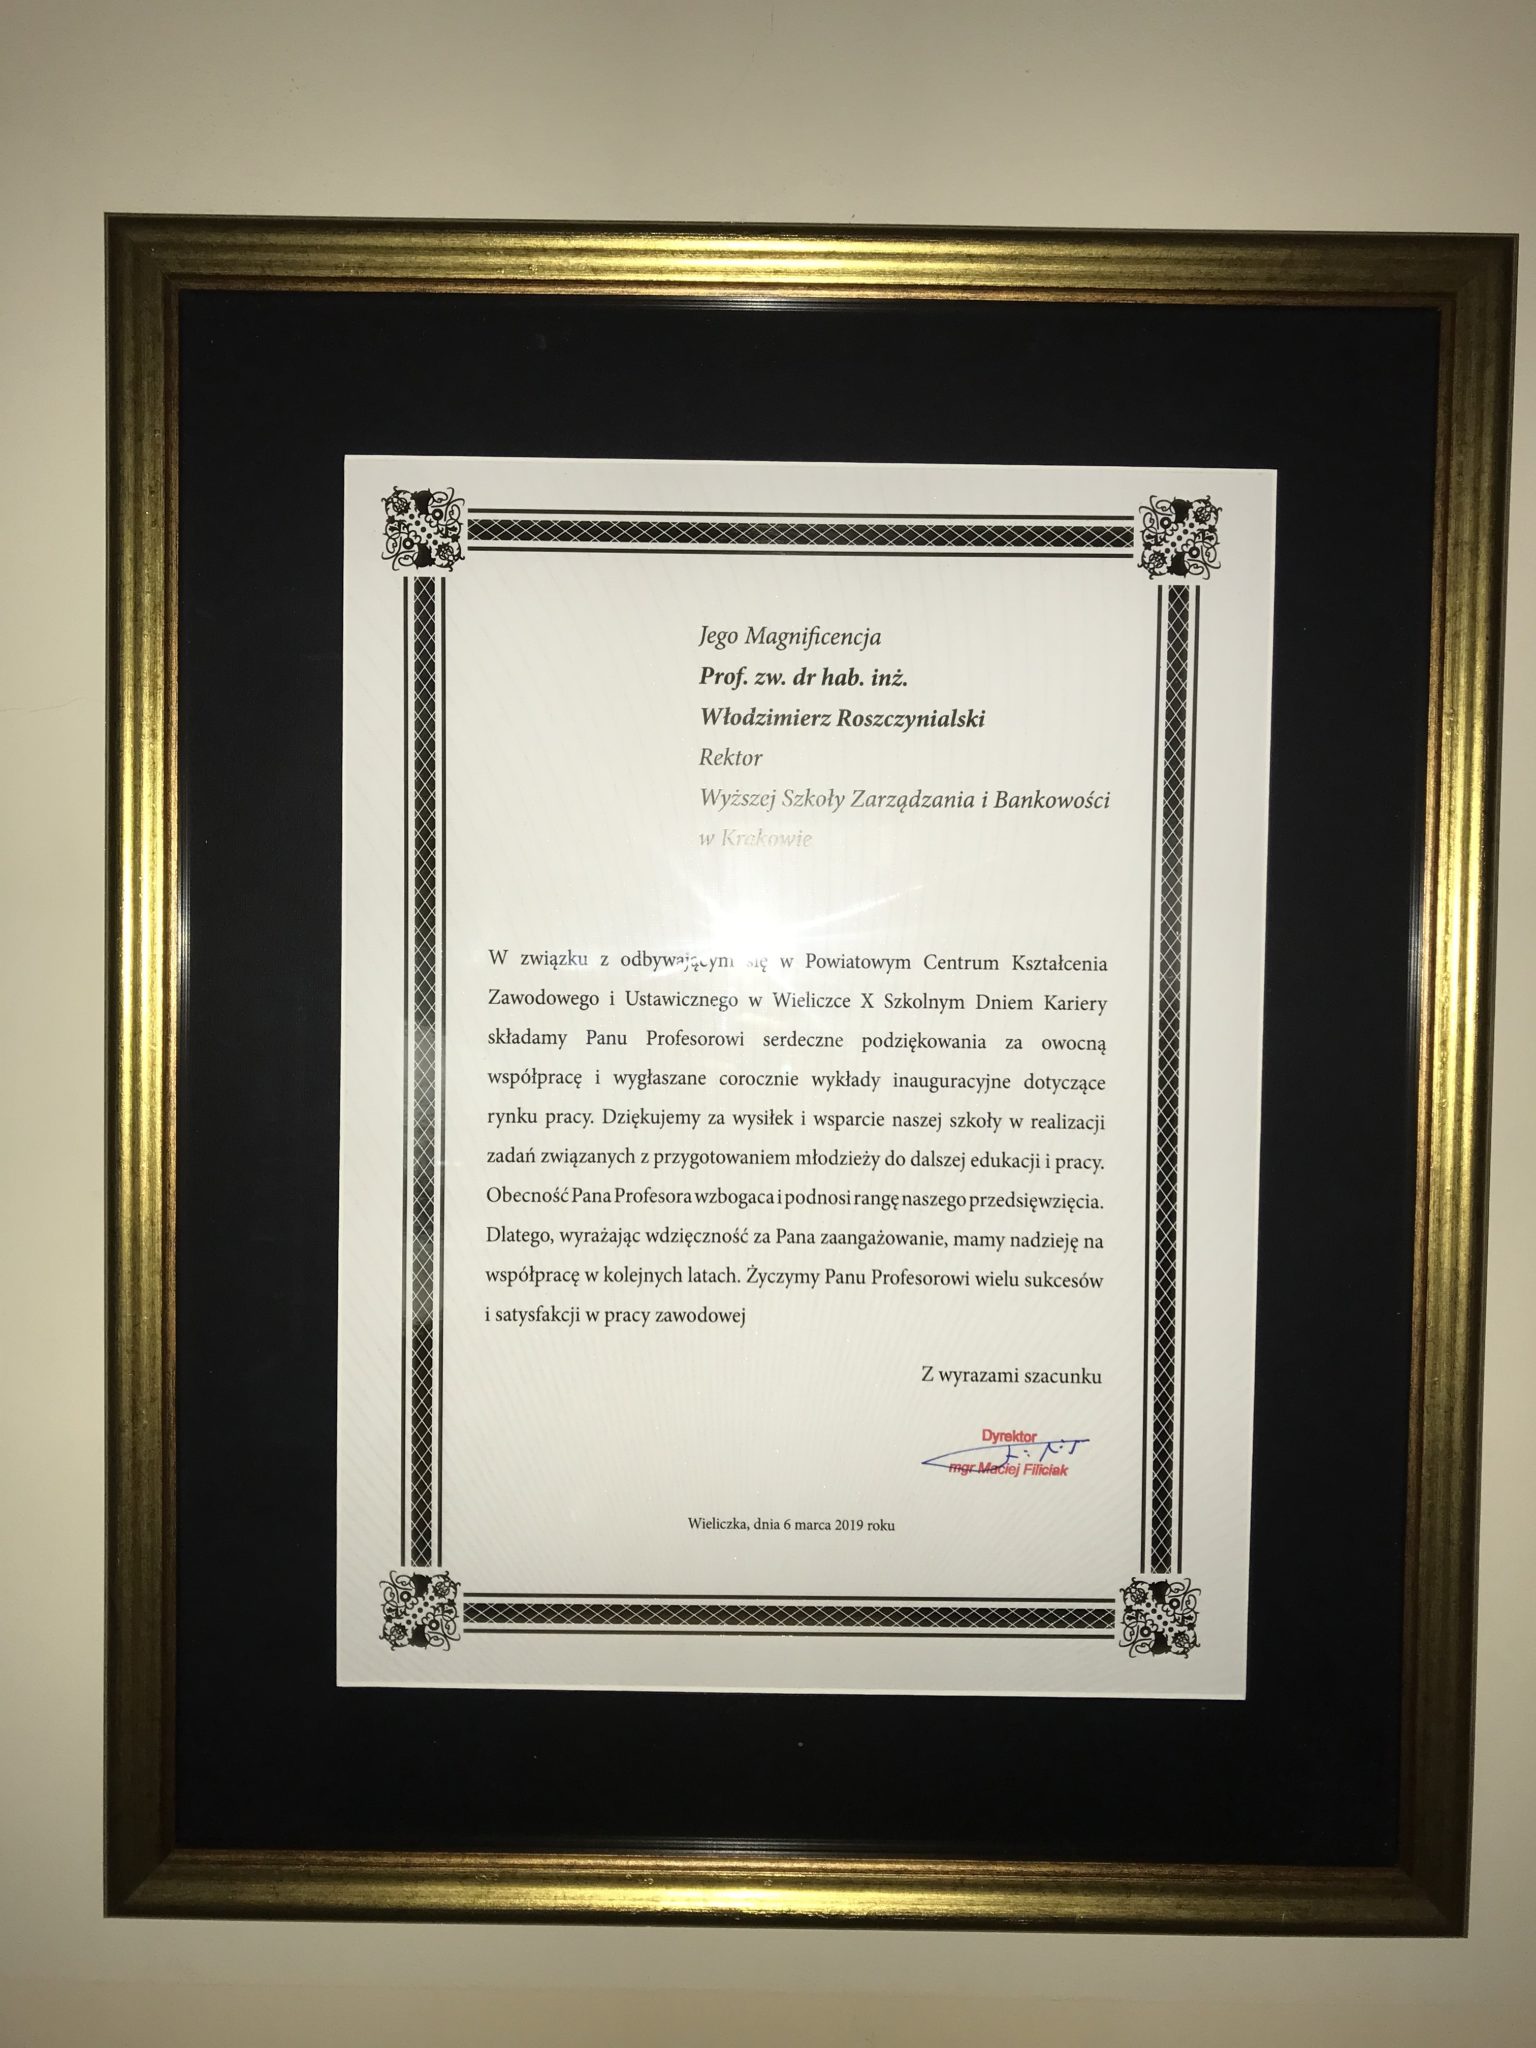 Jego Magnificencja
Prof. zw. dr hab. inż.
Włodzimierz Roszczynialski
Rektor
Wyższej Szkoły Zarządzania i Bankowości
w Krakowie
W związku z odbywającym się w Powiatowym Centrum Kształcenia
Zawodowego i Ustawicznego w Wieliczce X Szkolnym Dniem Kariery
składamy Panu Profesorowi serdeczne podziękowania za owocną
współpracę i wygłaszane corocznie wykłady inauguracyjne dotyczące
rynku pracy. Dziękujemy za wysiłek i wsparcie naszej szkoły w realizacji
zadań związanych z przygotowaniem młodzieży do dalszej edukacji i pracy.
Obecność Pana Profesora wzbogaca i podnosi rangę naszego przedsięwzięcia.
Dlatego, wyrażając wdzięczność za Pana zaangażowanie, mamy nadzieję na
współpracę w kolejnych latach. Życzymy Panu Profesorowi wielu sukcesów
i satysfakcji w pracy zawodowej
Z wyrazami szacunku
Dyrektor
mgr Maciej Filiciak
Wieliczka, dnia 6 marca 2019 roku